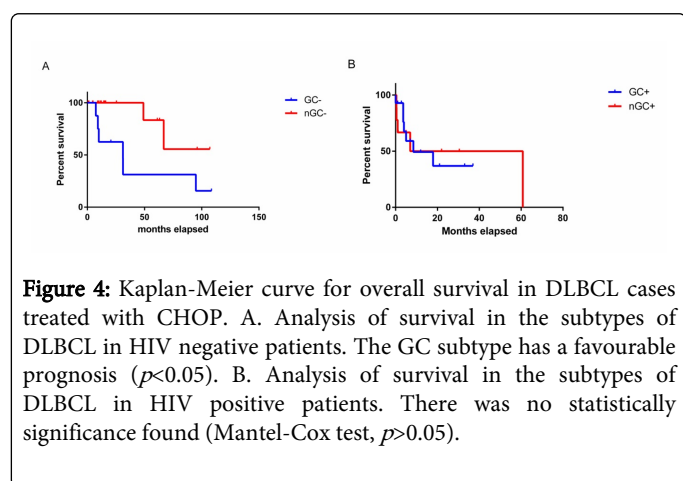 A
B
GC-
nGC-
GC+
nGC+
Percent survival
100
50
0
0
50
100
150
months elapsed
Percent survival
100
50
0
0
20
40
60
80
Months elapsed
Figure 4: Kaplan-Meier curve for overall survival in DLBCL cases
treated with CHOP. A. Analysis of survival in the subtypes of
DLBCL in HIV negative patients. The GC subtype has a favourable
prognosis (p<0.05). B. Analysis of survival in the subtypes of
DLBCL in HIV positive patients. There was no statistically
significance found (Mantel-Cox test, p>0.05).